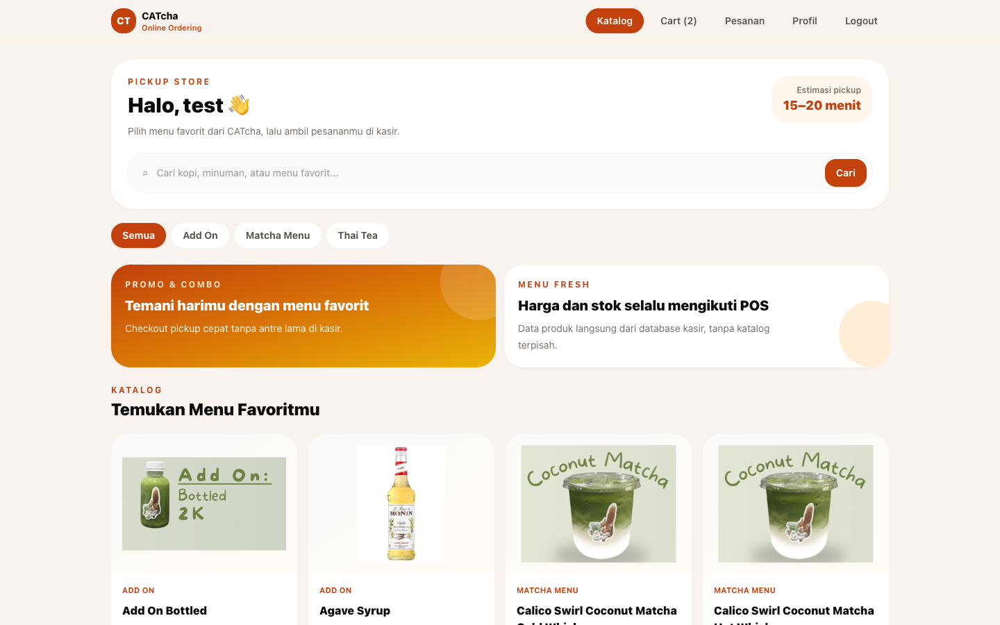 CT
CATcha
Online Ordering
Katalog
Cart (2)
Pesanan
Profil
Logout
PICKUP STORE
Halo, test 👋
Pilih menu favorit dari CATcha, lalu ambil pesananmu di kasir.
Estimasi pickup
15–20 menit
Cari kopi, minuman, atau menu favorit...
Cari
Semua
Add On
Matcha Menu
Thai Tea
PROMO & COMBO
Temani harimu dengan menu favorit
Checkout pickup cepat tanpa antre lama di kasir.
MENU FRESH
Harga dan stok selalu mengikuti POS
Data produk langsung dari database kasir, tanpa katalog
terpisah.
KATALOG
Temukan Menu Favoritmu
Add On:
Bottled
2K
ADD ON
Add On Bottled
MONIN
ADD ON
Agave Syrup
Coconut Matcha
MATCHA MENU
Calico Swirl Coconut Matcha
Coconut Matcha
MATCHA MENU
Calico Swirl Coconut Matcha